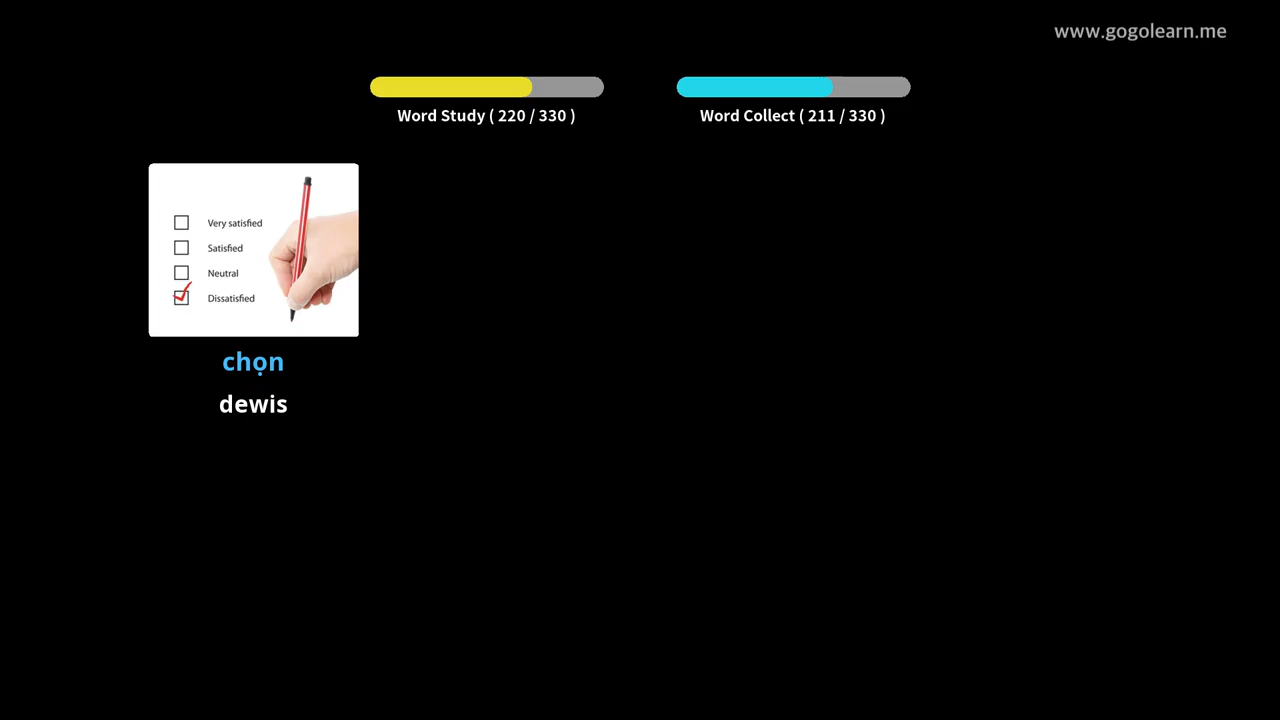 www.gogolearn.me
Word Study ( 220 / 330 )
Word Collect ( 211 / 330 )
Very satisfied
Satisfied
Neutral
Dissatisfied
chọn
dewis